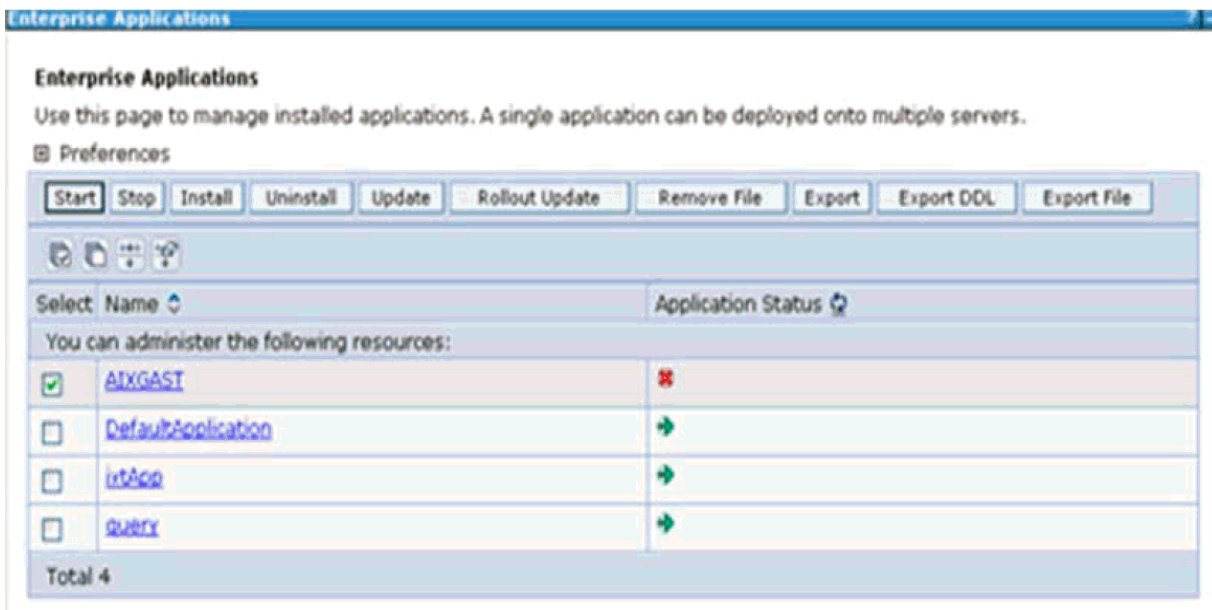 Enterprise Applications
Enterprise Applications
Use this page to manage installed applications. A single application can be deployed onto multiple servers.
Preferences
Start Stop Install Uninstall Update Rollout Update Remove File Export Export DDL Export File
Select Name Application Status
You can administer the following resources:
AIXGAST
DefaultApplication
ivtApp
query
Total 4